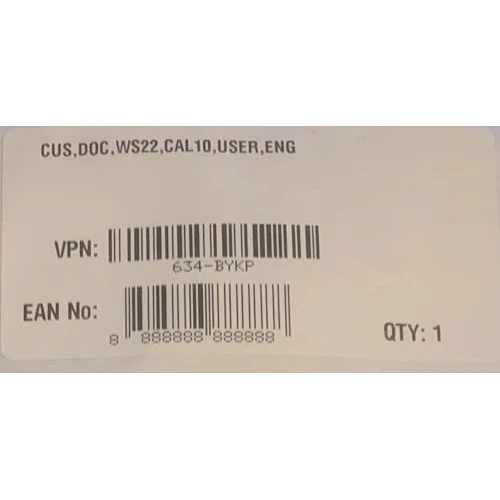 CUS,DOC,WS22,CAL10,USER,ENG
VPN:
634-BYKP
EAN No:
8 888888 888888
QTY: 1